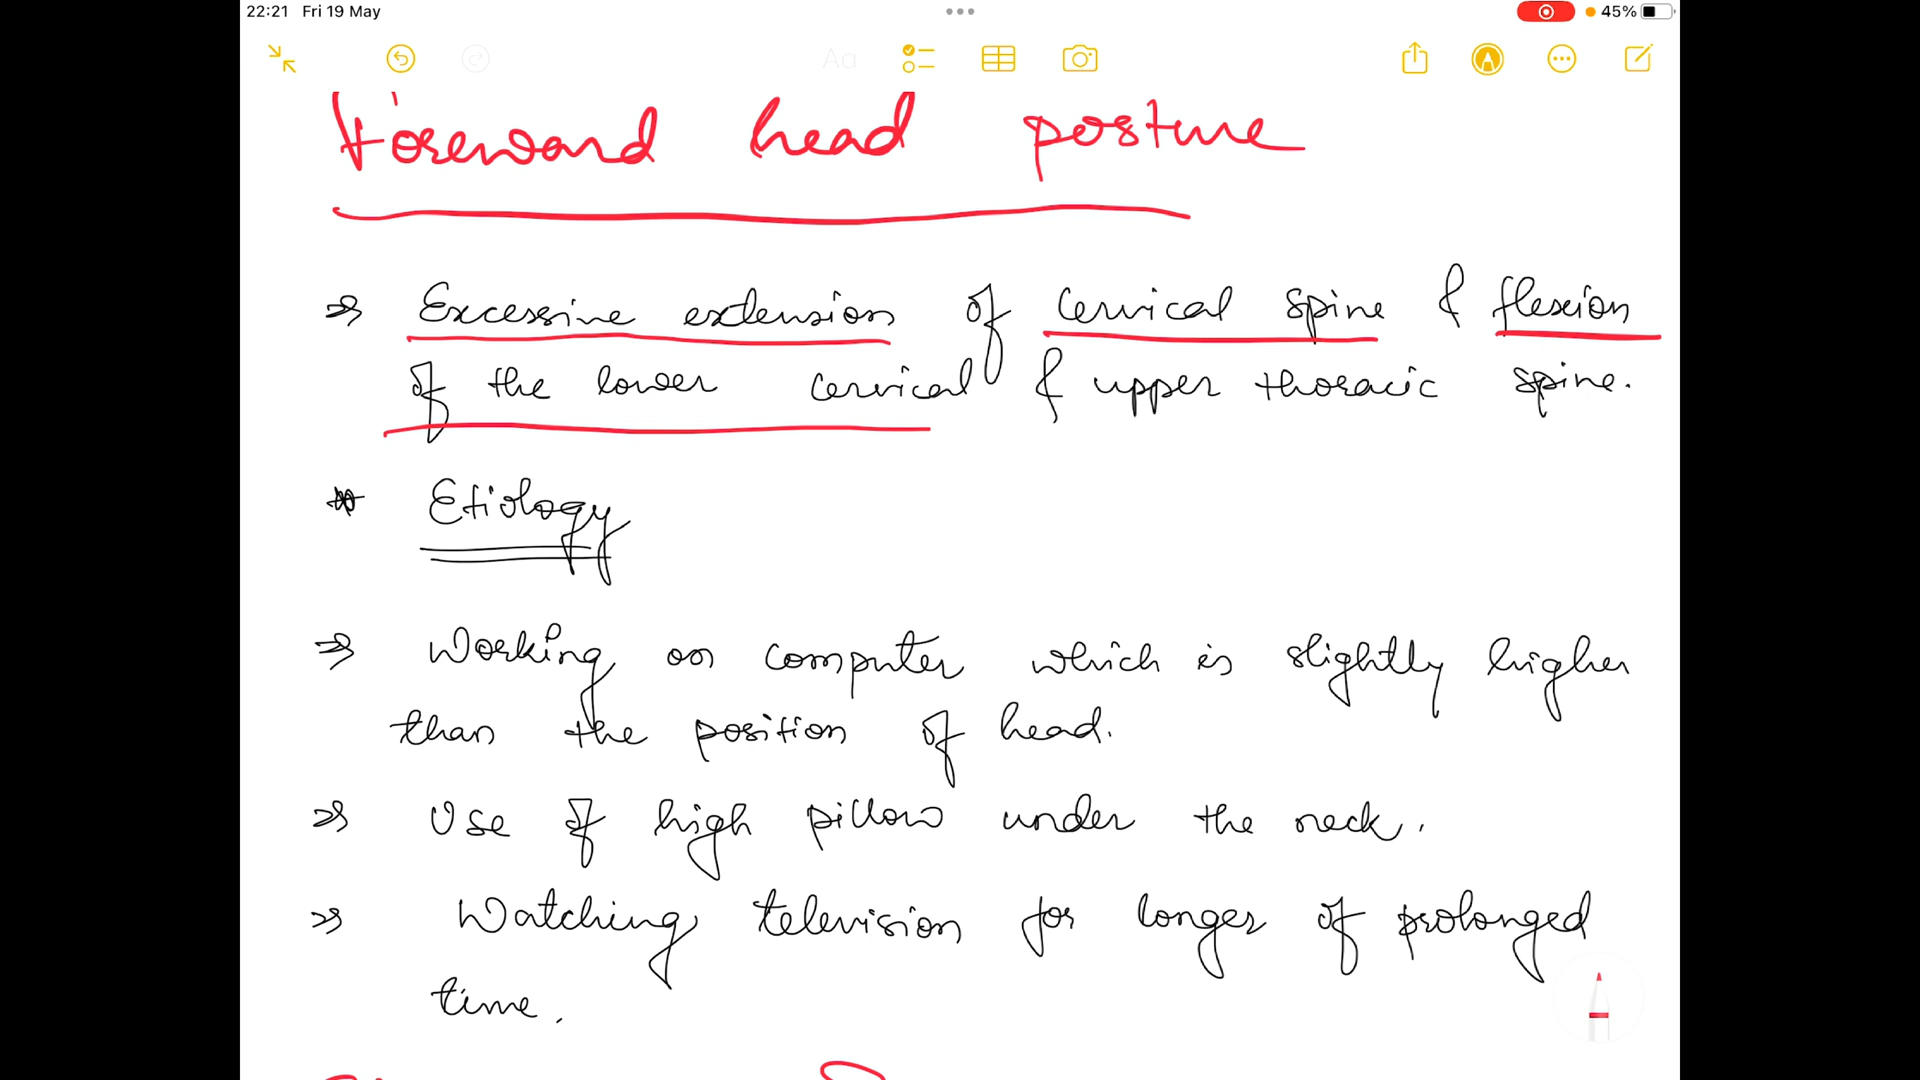 22:21 Fri 19 May 45%
Aa
Foreward head posture
⇒ Excessive extension of cervical spine & flexion
of the lower cervical & upper thoracic spine.
* Etiology
⇒ Working on computer which is slightly higher
than the position of head.
⇒ Use of high pillow under the neck.
⇒ Watching television for longer of prolonged
time.